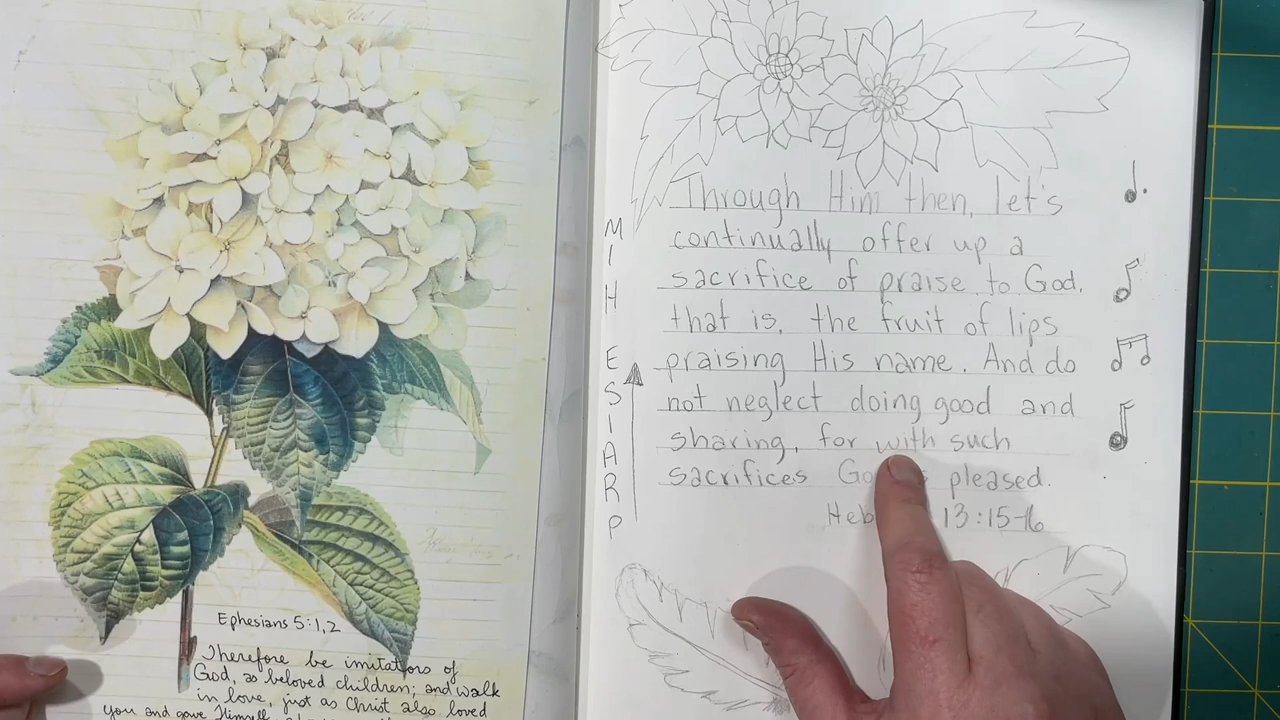 Ephesians 5:1,2
Therefore be imitators of
God, as beloved children; and walk
in love, just as Christ also loved
you and gave Himself
Through Him then, let's
continually offer up a
sacrifice of praise to God,
that is, the fruit of lips
praising His name. And do
not neglect doing good and
sharing, for with such
sacrifices pleased.
13:15-16
PRAISE HIM